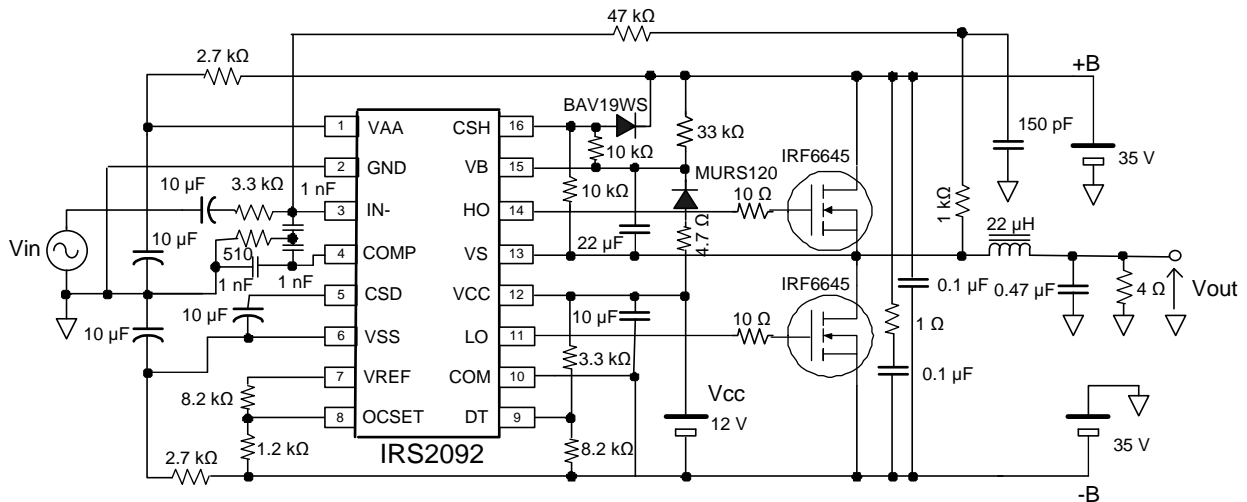 47 kΩ
2.7 kΩ
+B
BAV19WS
1 VAA CSH 16
33 kΩ
150 pF
10 kΩ
IRF6645
35 V
2 GND VB 15
MURS120
10 µF 3.3 kΩ 1 nF
10 kΩ
10 Ω
1 kΩ
3 IN- HO 14
22 µH
Vin
10 µF
510
4 COMP VS 13
22 µF
4.7 Ω
1 nF 1 nF
IRF6645
0.1 µF
0.47 µF
4 Ω
Vout
5 CSD VCC 12
10 µF
10 µF
10 µF
10 Ω
1 Ω
6 VSS LO 11
3.3 kΩ
0.1 µF
7 VREF COM 10
8.2 kΩ
Vcc
8 OCSET DT 9
12 V
35 V
1.2 kΩ
IRS2092
8.2 kΩ
2.7 kΩ
-B